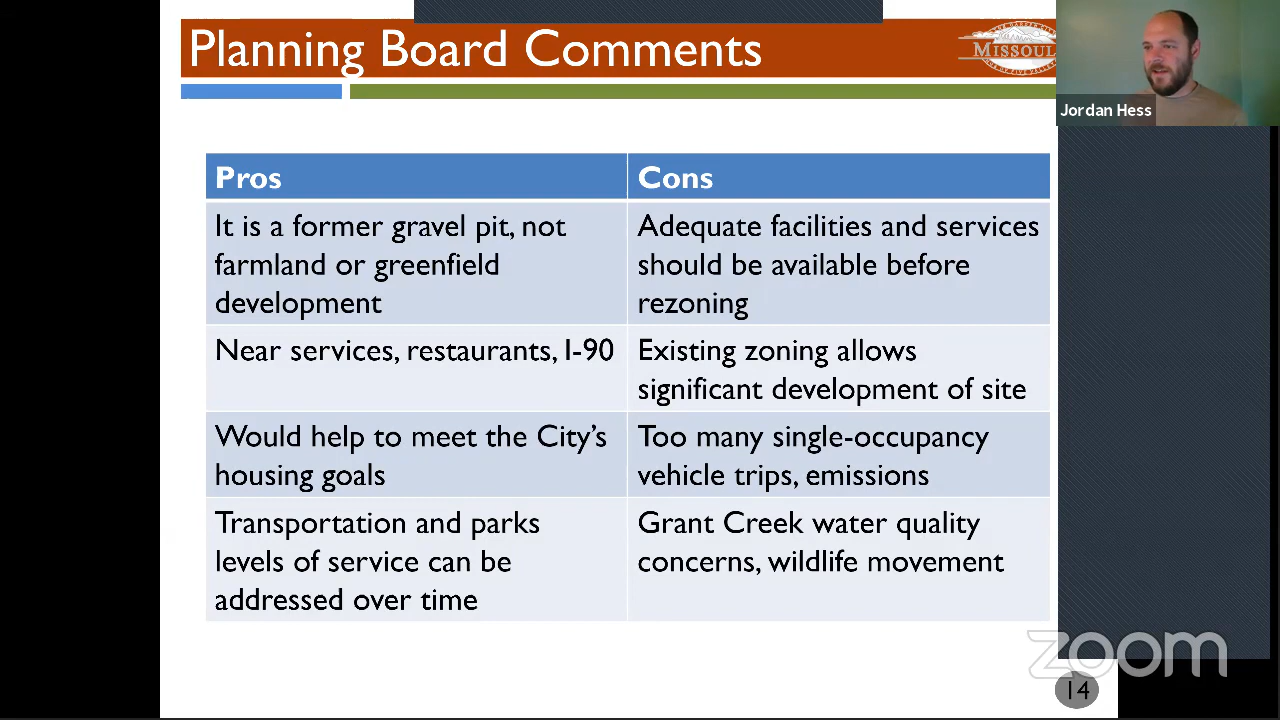 Planning Board Comments
MISSOUL
Jordan Hess
Pros
Cons
It is a former gravel pit, not
farmland or greenfield
development
Adequate facilities and services
should be available before
rezoning
Near services, restaurants, I-90
Existing zoning allows
significant development of site
Would help to meet the City’s
housing goals
Too many single-occupancy
vehicle trips, emissions
Transportation and parks
levels of service can be
addressed over time
Grant Creek water quality
concerns, wildlife movement
zoom
14